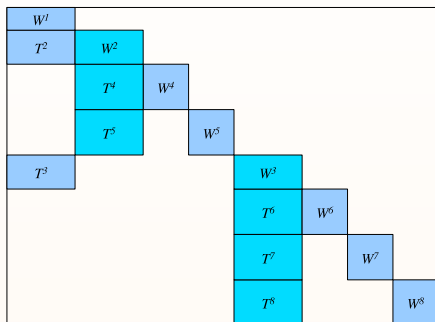 W¹
T² W²
T⁴ W⁴
T⁵ W⁵
T³ W³
T⁶ W⁶
T⁷ W⁷
T⁸ W⁸